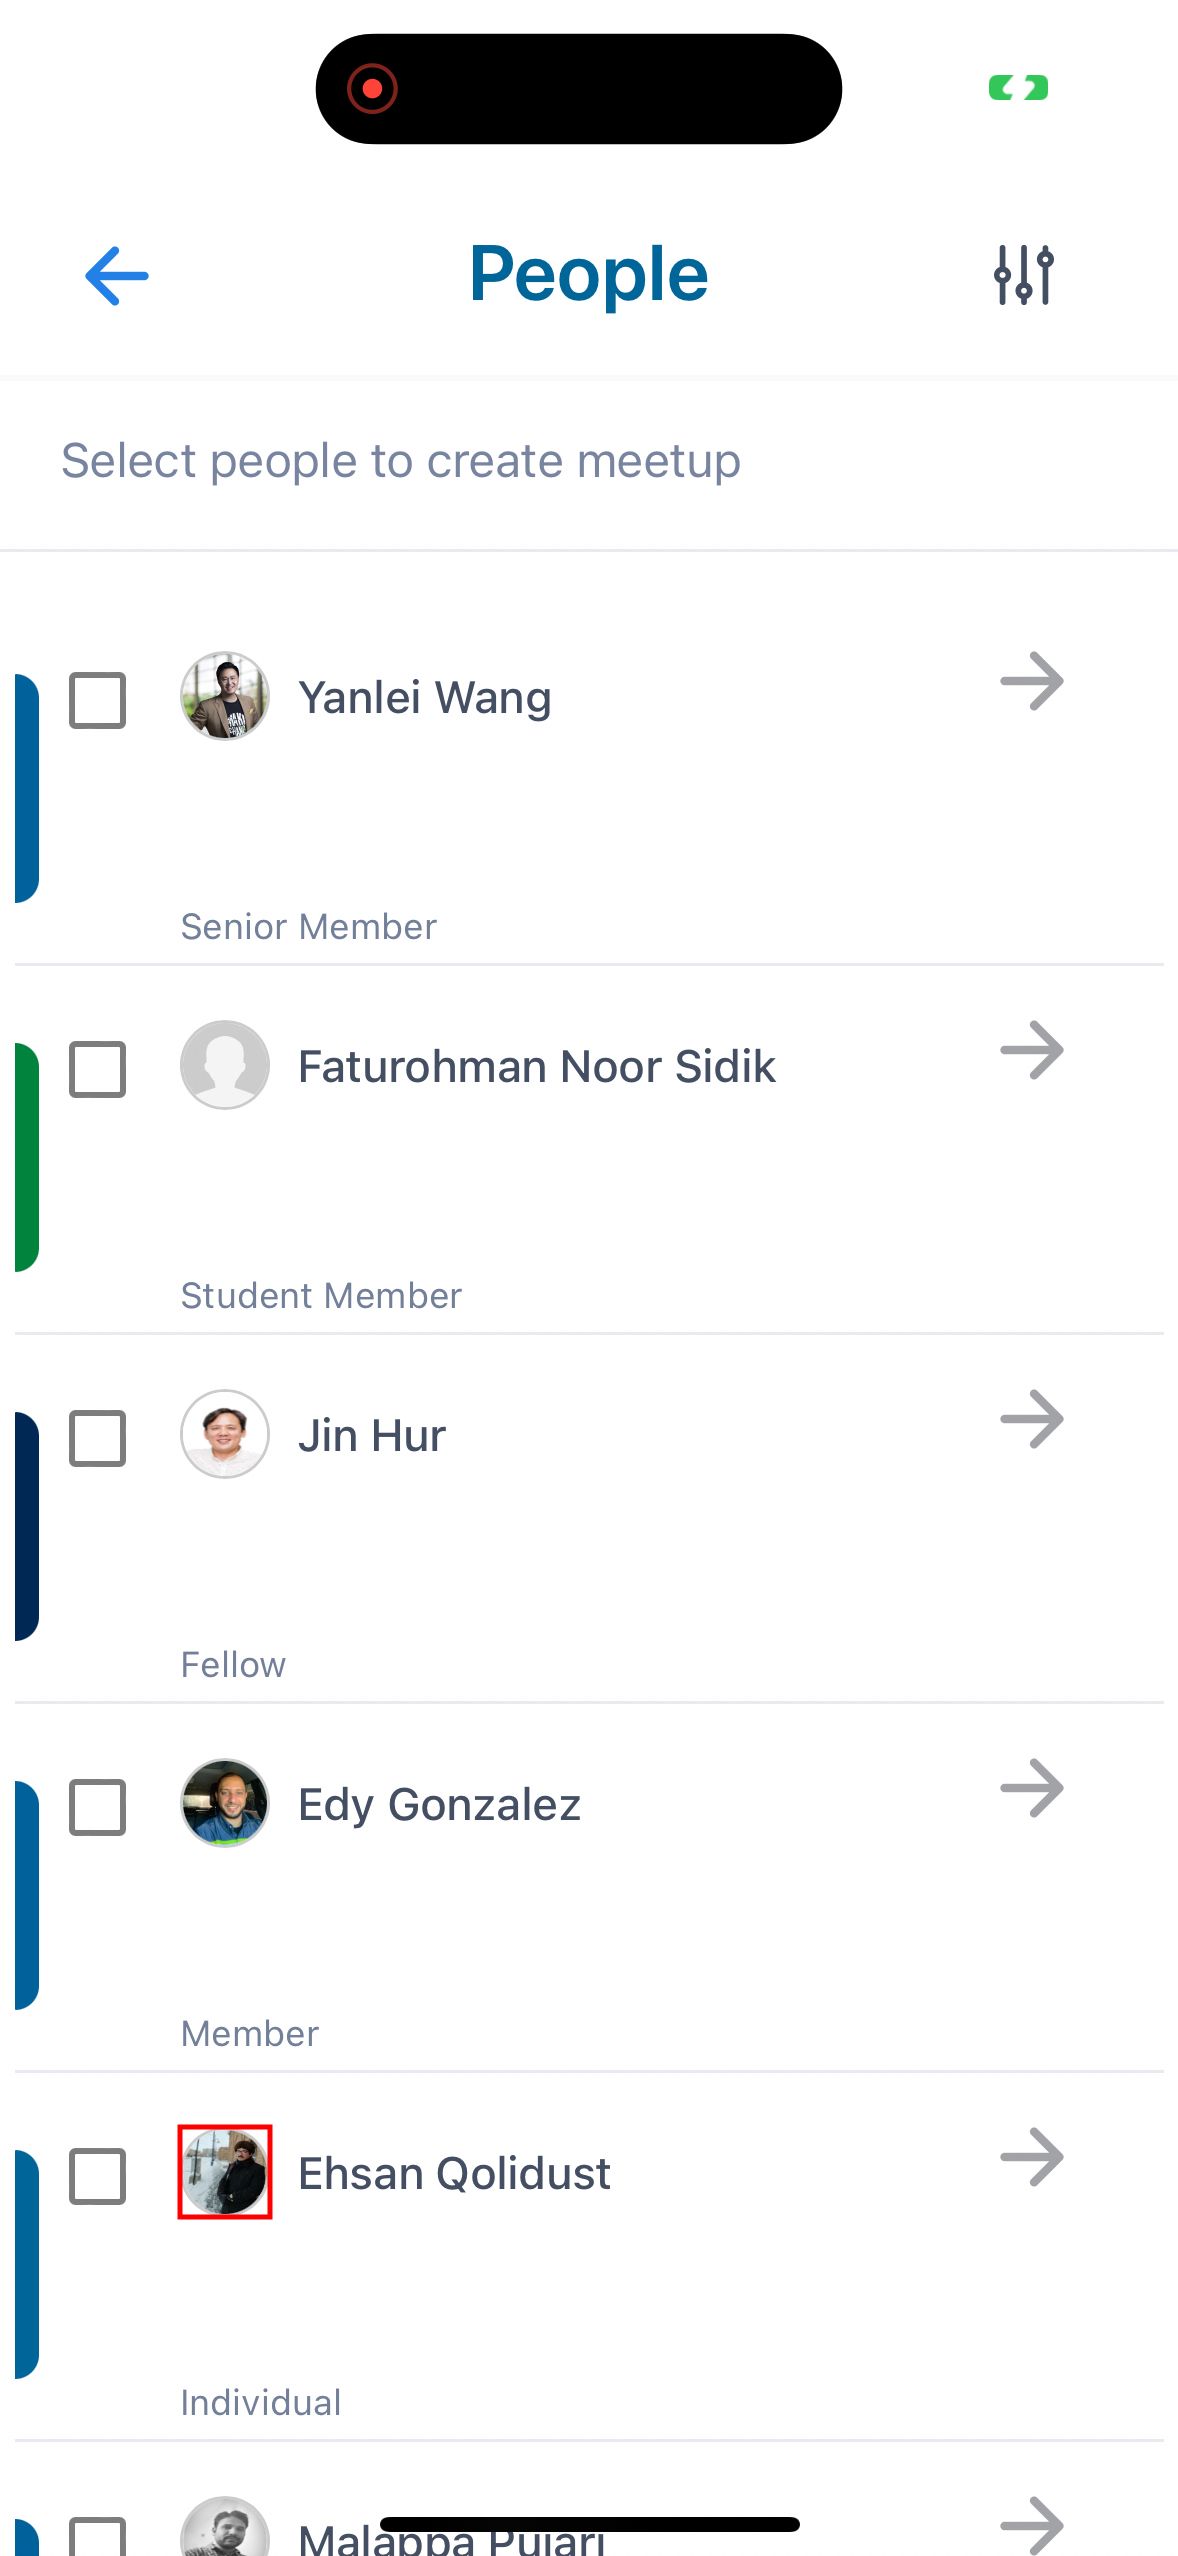 People
Select people to create meetup
Yanlei Wang
Senior Member
Faturohman Noor Sidik
Student Member
Jin Hur
Fellow
Edy Gonzalez
Member
Ehsan Qolidust
Individual
Malappa Pujari